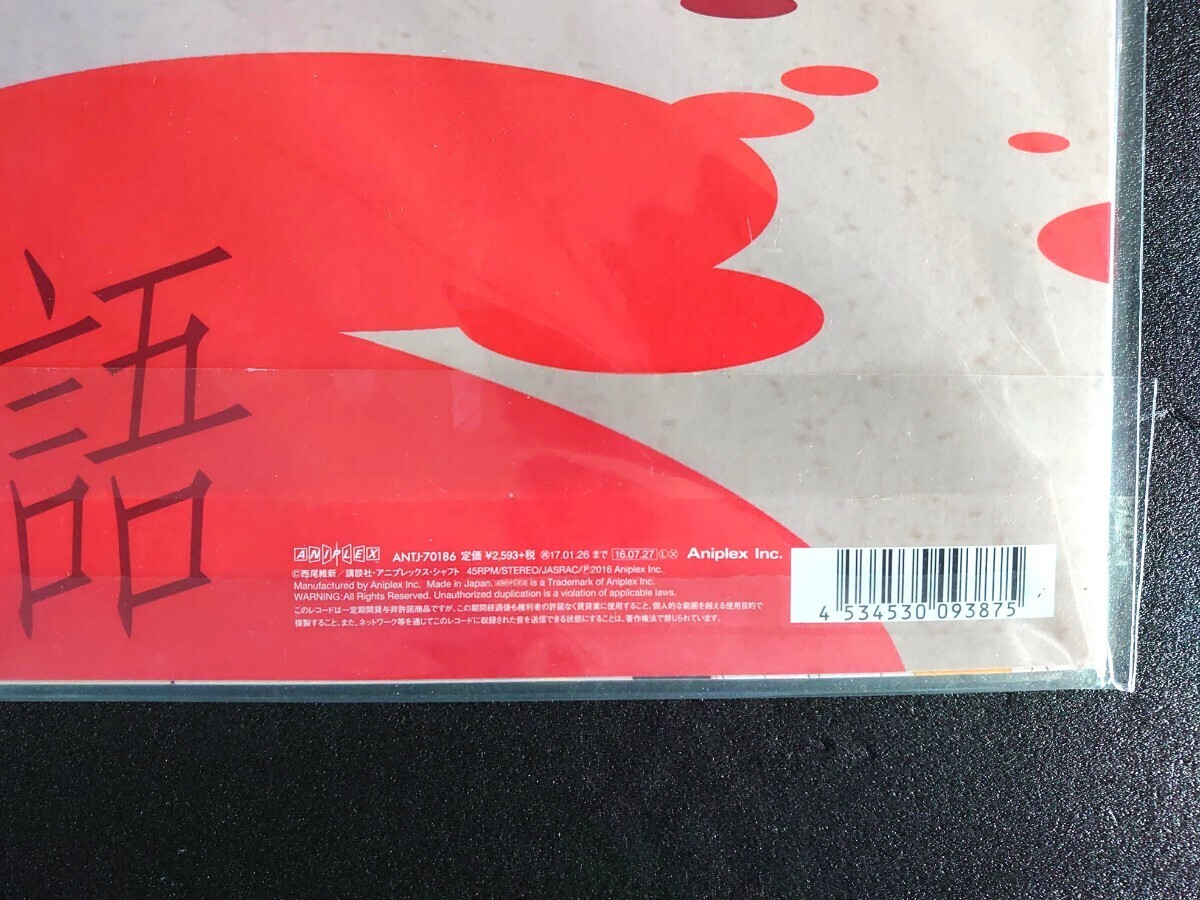 語
ANIPLEX ANTJ-70186 定価 ¥2,593+税 Ⓧ17.01.26 まで 16.07.27 Ⓛ Ⓧ Aniplex Inc.
©西尾維新／講談社・アニプレックス・シャフト 45RPM/STEREO/JASRAC/Ⓟ2016 Aniplex Inc.
Manufactured by Aniplex Inc. Made in Japan. is a Trademark of Aniplex Inc.
WARNING:All Rights Reserved. Unauthorized duplication is a violation of applicable laws.
このレコードは一定期間貸与非許諾商品ですが、この期間経過後も権利者の許諾なく賃貸業に使用すること、個人的な範囲を超える使用目的で
複製すること、また、ネットワーク等を通じてこのレコードに収録された音を送信できる状態にすることは、著作権法で禁じられています。
4 534530 093875